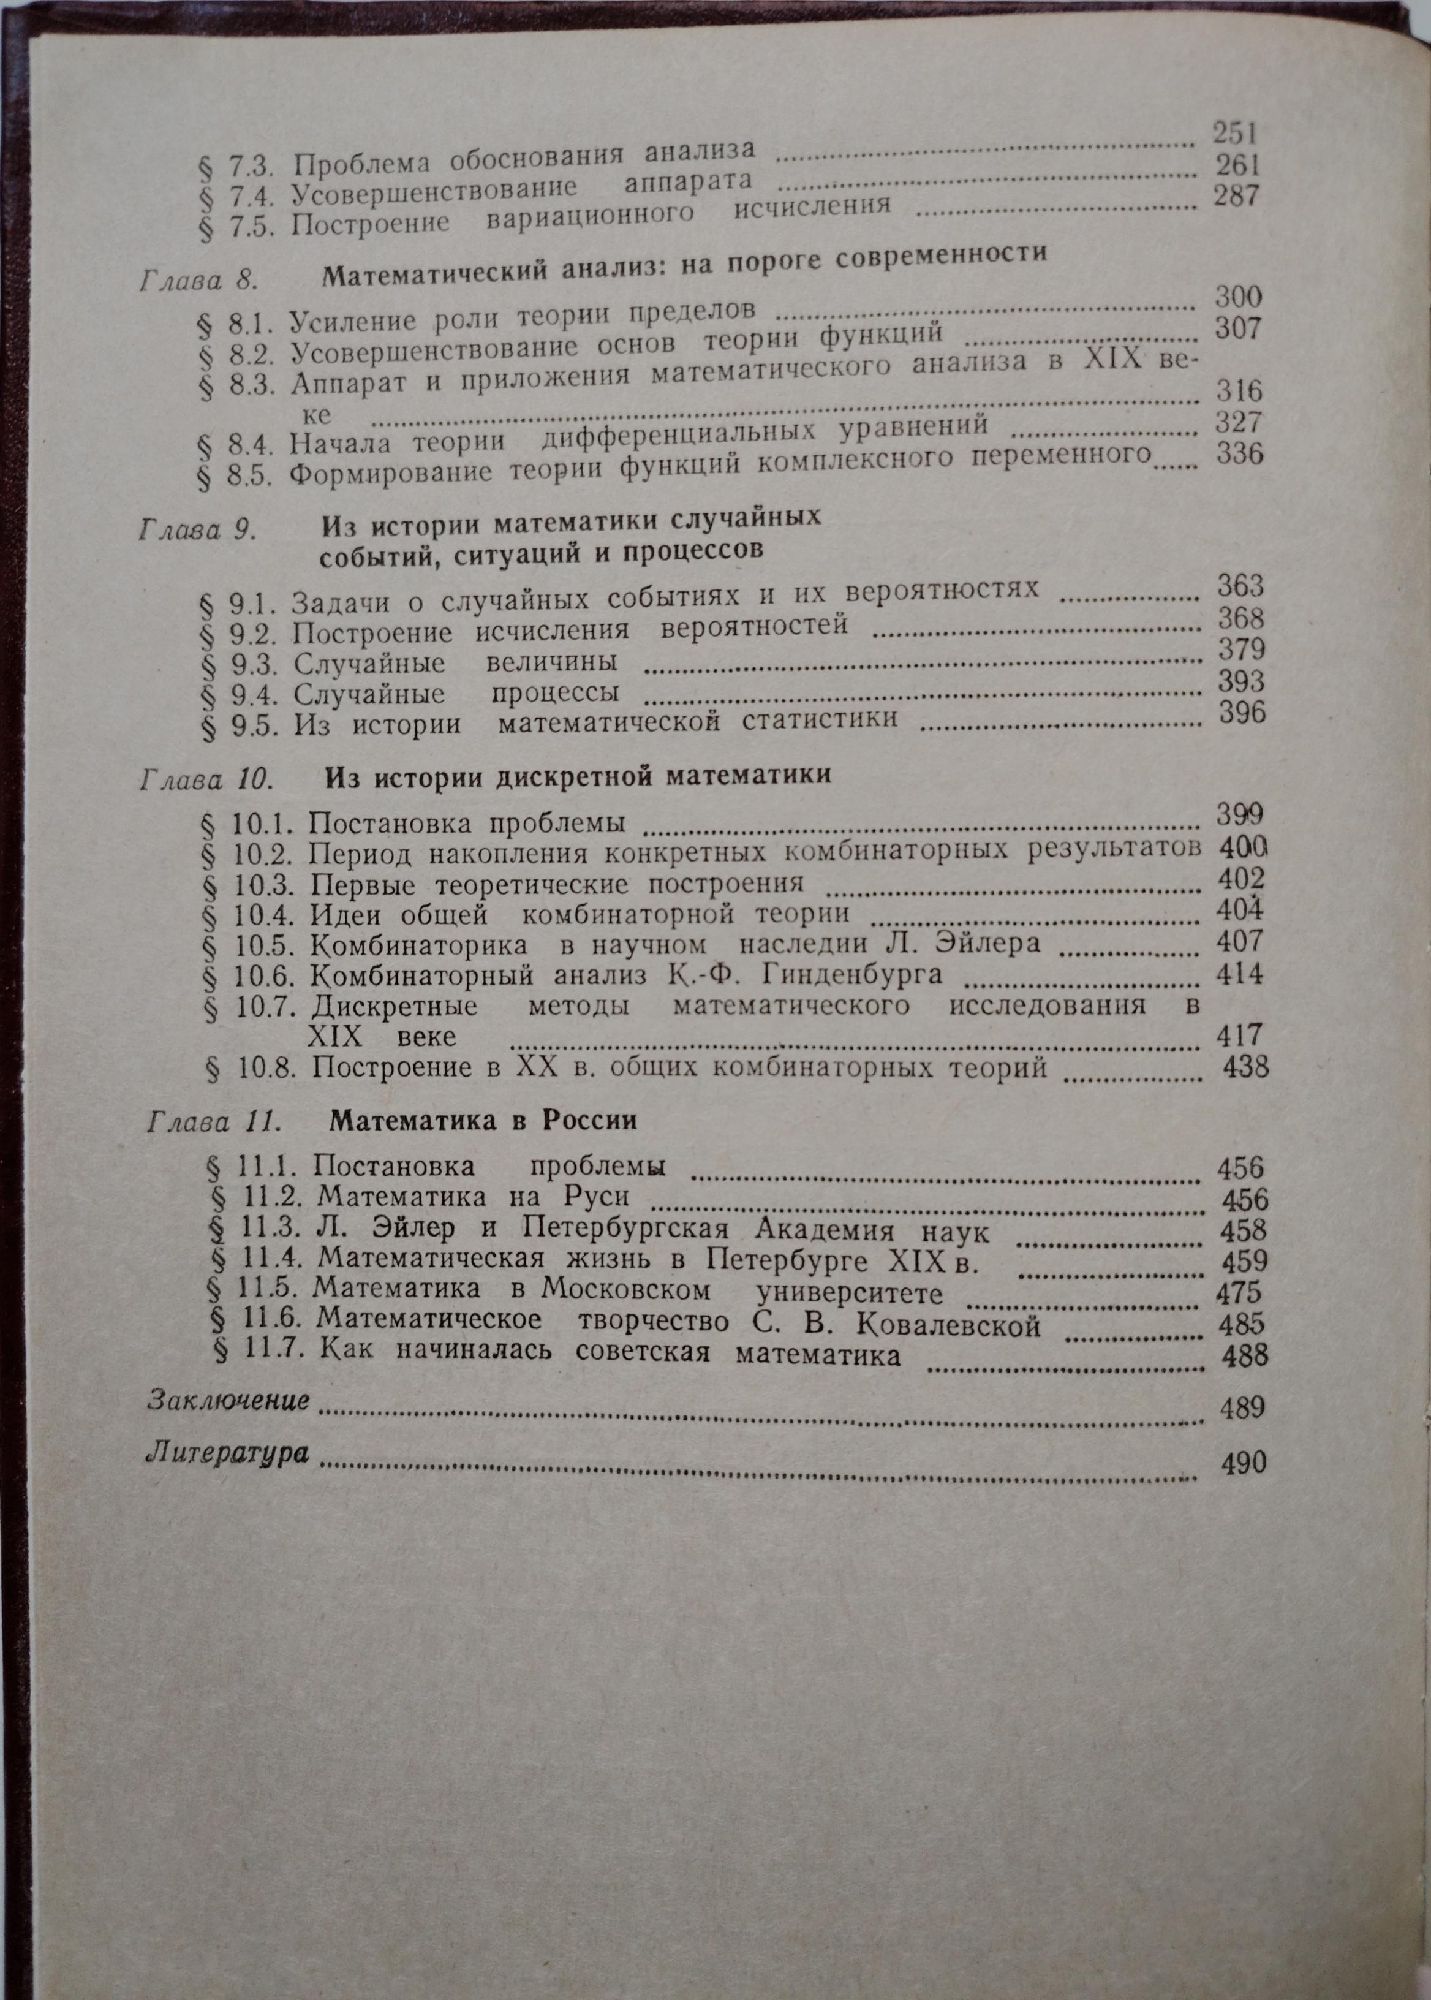 § 7.3. Проблема обоснования анализа ........ 251
§ 7.4. Усовершенствование аппарата ........ 261
§ 7.5. Построение вариационного исчисления ........ 287
Глава 8. Математический анализ: на пороге современности
§ 8.1. Усиление роли теории пределов ........ 300
§ 8.2. Усовершенствование основ теории функций ........ 307
§ 8.3. Аппарат и приложения математического анализа в XIX ве-
ке ........ 316
§ 8.4. Начала теории дифференциальных уравнений ........ 327
§ 8.5. Формирование теории функций комплексного переменного ........ 336
Глава 9. Из истории математики случайных
событий, ситуаций и процессов
§ 9.1. Задачи о случайных событиях и их вероятностях ........ 363
§ 9.2. Построение исчисления вероятностей ........ 368
§ 9.3. Случайные величины ........ 379
§ 9.4. Случайные процессы ........ 393
§ 9.5. Из истории математической статистики ........ 396
Глава 10. Из истории дискретной математики
§ 10.1. Постановка проблемы ........ 399
§ 10.2. Период накопления конкретных комбинаторных результатов 400
§ 10.3. Первые теоретические построения ........ 402
§ 10.4. Идеи общей комбинаторной теории ........ 404
§ 10.5. Комбинаторика в научном наследии Л. Эйлера ........ 407
§ 10.6. Комбинаторный анализ К.-Ф. Гинденбурга ........ 414
§ 10.7. Дискретные методы математического исследования в
XIX веке ........ 417
§ 10.8. Построение в XX в. общих комбинаторных теорий ........ 438
Глава 11. Математика в России
§ 11.1. Постановка проблемы ........ 456
§ 11.2. Математика на Руси ........ 456
§ 11.3. Л. Эйлер и Петербургская Академия наук ........ 458
§ 11.4. Математическая жизнь в Петербурге XIX в. ........ 459
§ 11.5. Математика в Московском университете ........ 475
§ 11.6. Математическое творчество С. В. Ковалевской ........ 485
§ 11.7. Как начиналась советская математика ........ 488
Заключение ........ 489
Литература ........ 490